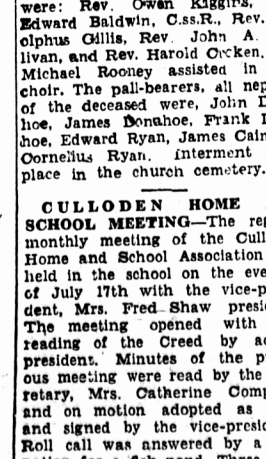 were: Rev. Owen Kiggins,
Edward Baldwin, C.ss.R., Rev.
olphus Gillis, Rev. John A.
livan, and Rev. Harold Crcken.
Michael Rooney assisted in
choir. The pall-bearers, all nep
of the deceased were, John D
hoe, James Donahoe, Frank
hoe, Edward Ryan, James Cain
Cornelius Ryan. Interment
place in the church cemetery.
CULLODEN HOME
SCHOOL MEETING—The reg
monthly meeting of the Cull
Home and School Association
held in the school on the eve
of July 17th with the vice-p
dent, Mrs. Fred Shaw presi
The meeting opened with
reading of the Creed by ac
president. Minutes of the p
ous meeting were read by the
retary, Mrs. Catherine Comp
and on motion adopted as
and signed by the vice-presi
Roll call was answered by a